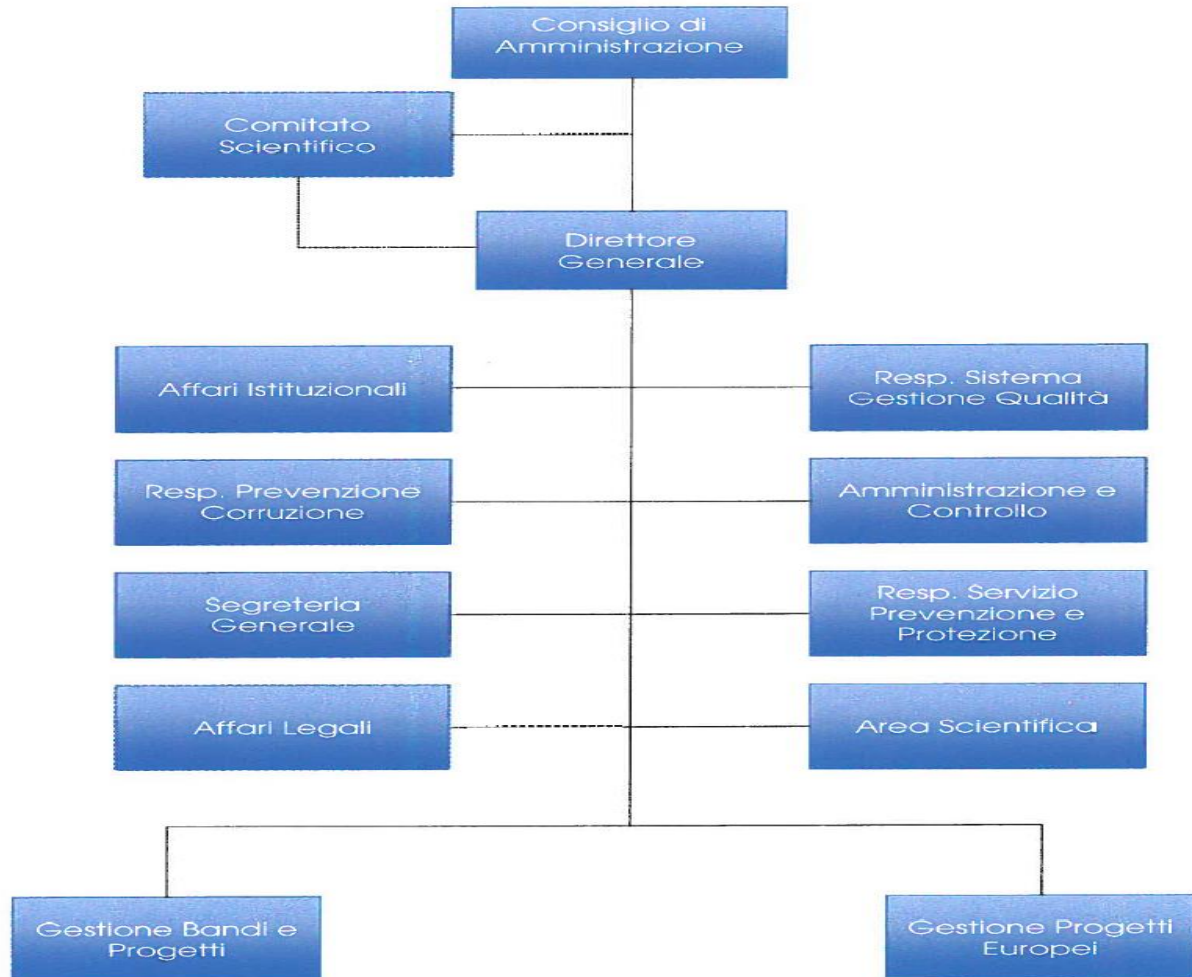 Consiglio di
Amministrazione
Comitato
Scientifico
Direttore
Generale
Affari Istituzionali
Resp. Sistema
Gestione Qualità
Resp. Prevenzione
Corruzione
Amministrazione e
Controllo
Segreteria
Generale
Resp. Servizio
Prevenzione e
Protezione
Affari Legali
Area Scientifica
Gestione Bandi e
Progetti
Gestione Progetti
Europei